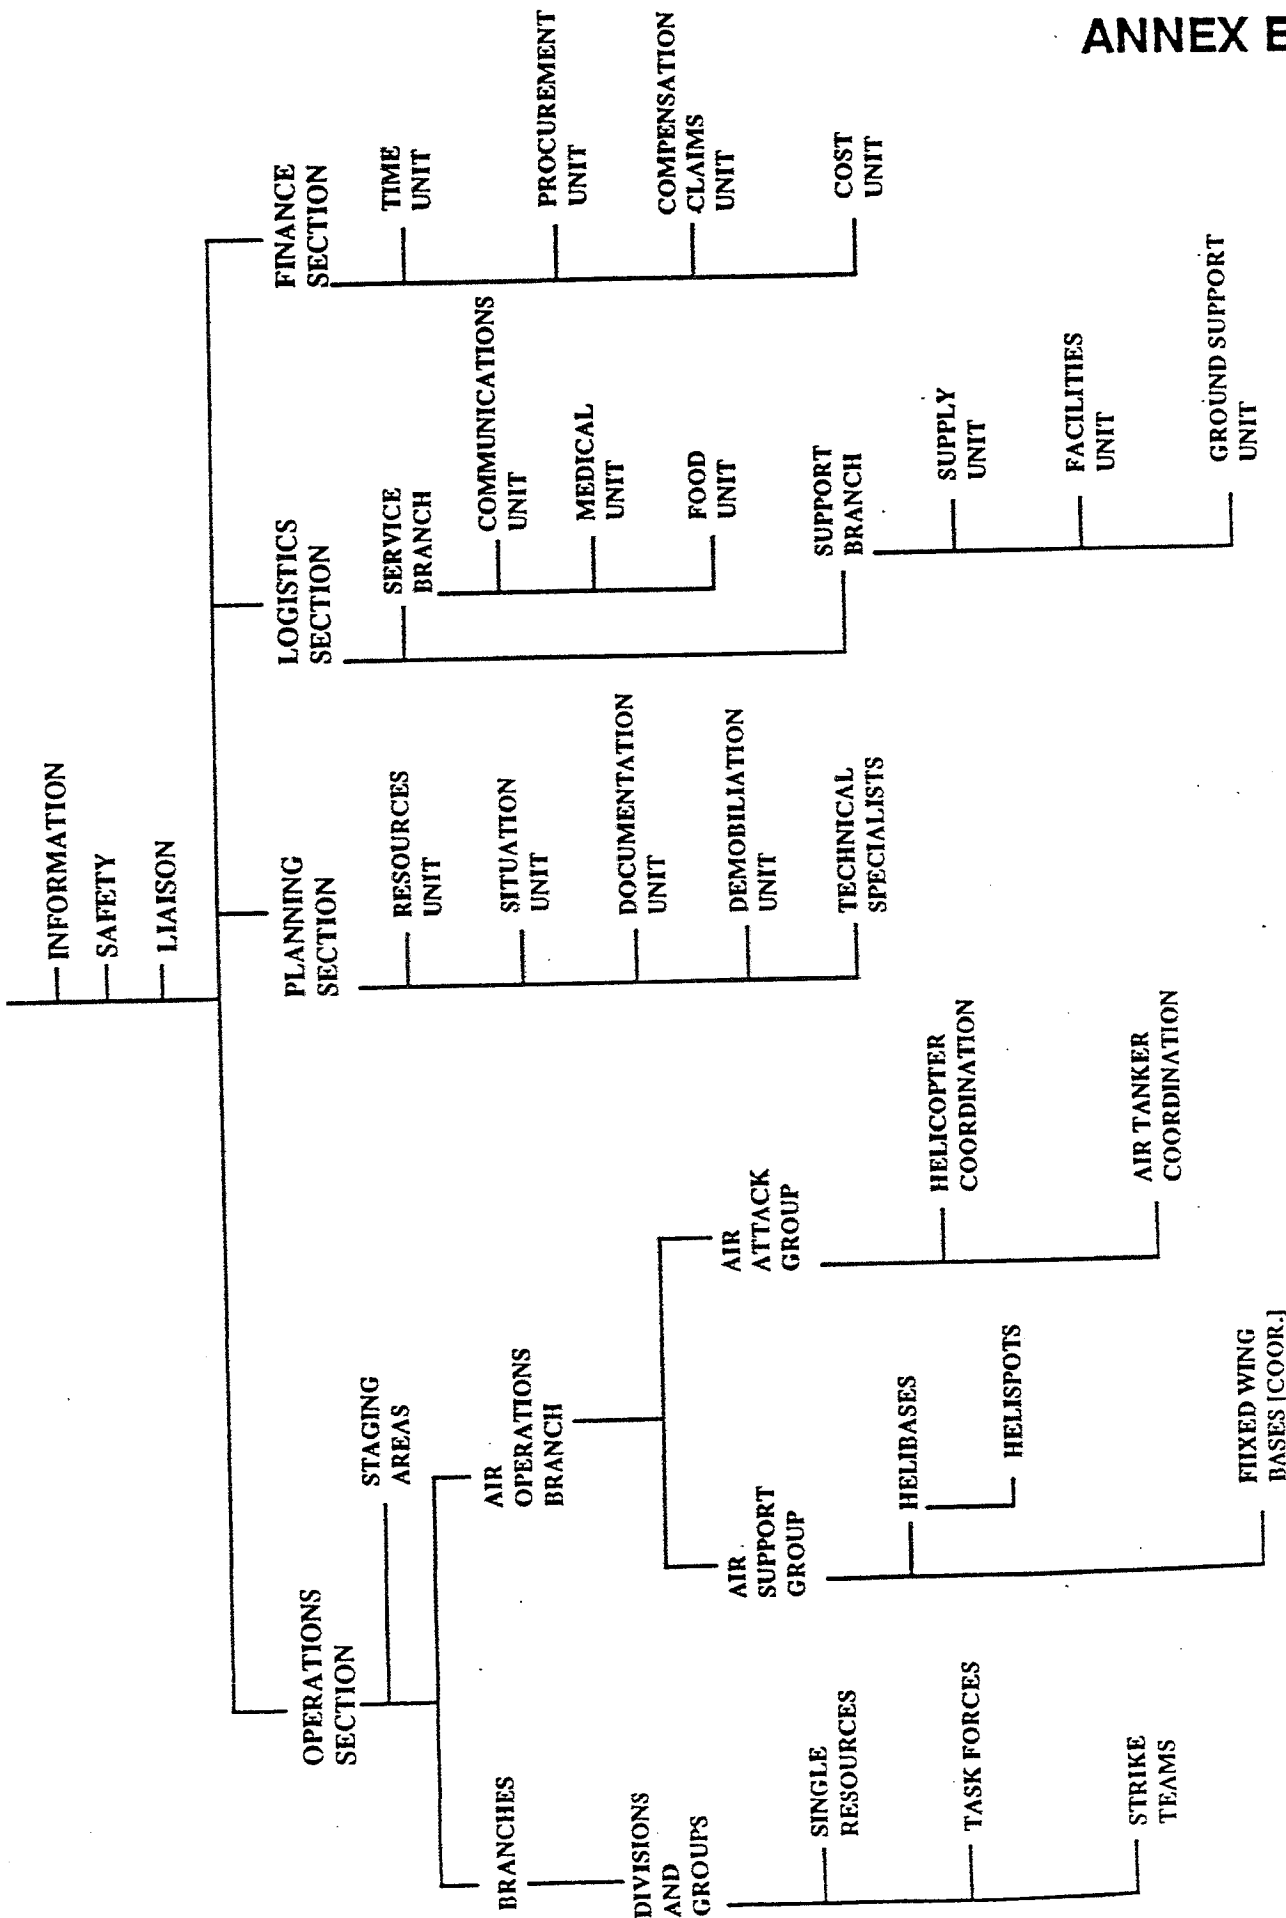 ANNEX E
INFORMATION
SAFETY
LIAISON
OPERATIONS
SECTION
STAGING
AREAS
BRANCHES
DIVISIONS
AND
GROUPS
SINGLE
RESOURCES
TASK FORCES
STRIKE
TEAMS
AIR
OPERATIONS
BRANCH
AIR
SUPPORT
GROUP
HELIBASES
HELISPOTS
FIIXED WING
BASES [COOR.]
AIR
ATTACK
GROUP
HELICOPTER
COORDINATION
AIR TANKER
COORDINATION
PLANNING
SECTION
RESOURCES
UNIT
SITUATION
UNIT
DOCUMENTATION
UNIT
DEMOBILIATION
UNIT
TECHNICAL
SPECIALISTS
LOGISTICS
SECTION
SERVICE
BRANCH
COMMUNICATIONS
UNIT
MEDICAL
UNIT
FOOD
UNIT
SUPPORT
BRANCH
SUPPLY
UNIT
FACILITIES
UNIT
GROUND SUPPORT
UNIT
FINANCE
SECTION
TIME
UNIT
PROCUREMENT
UNIT
COMPENSATION
CLAIMS
UNIT
COST
UNIT